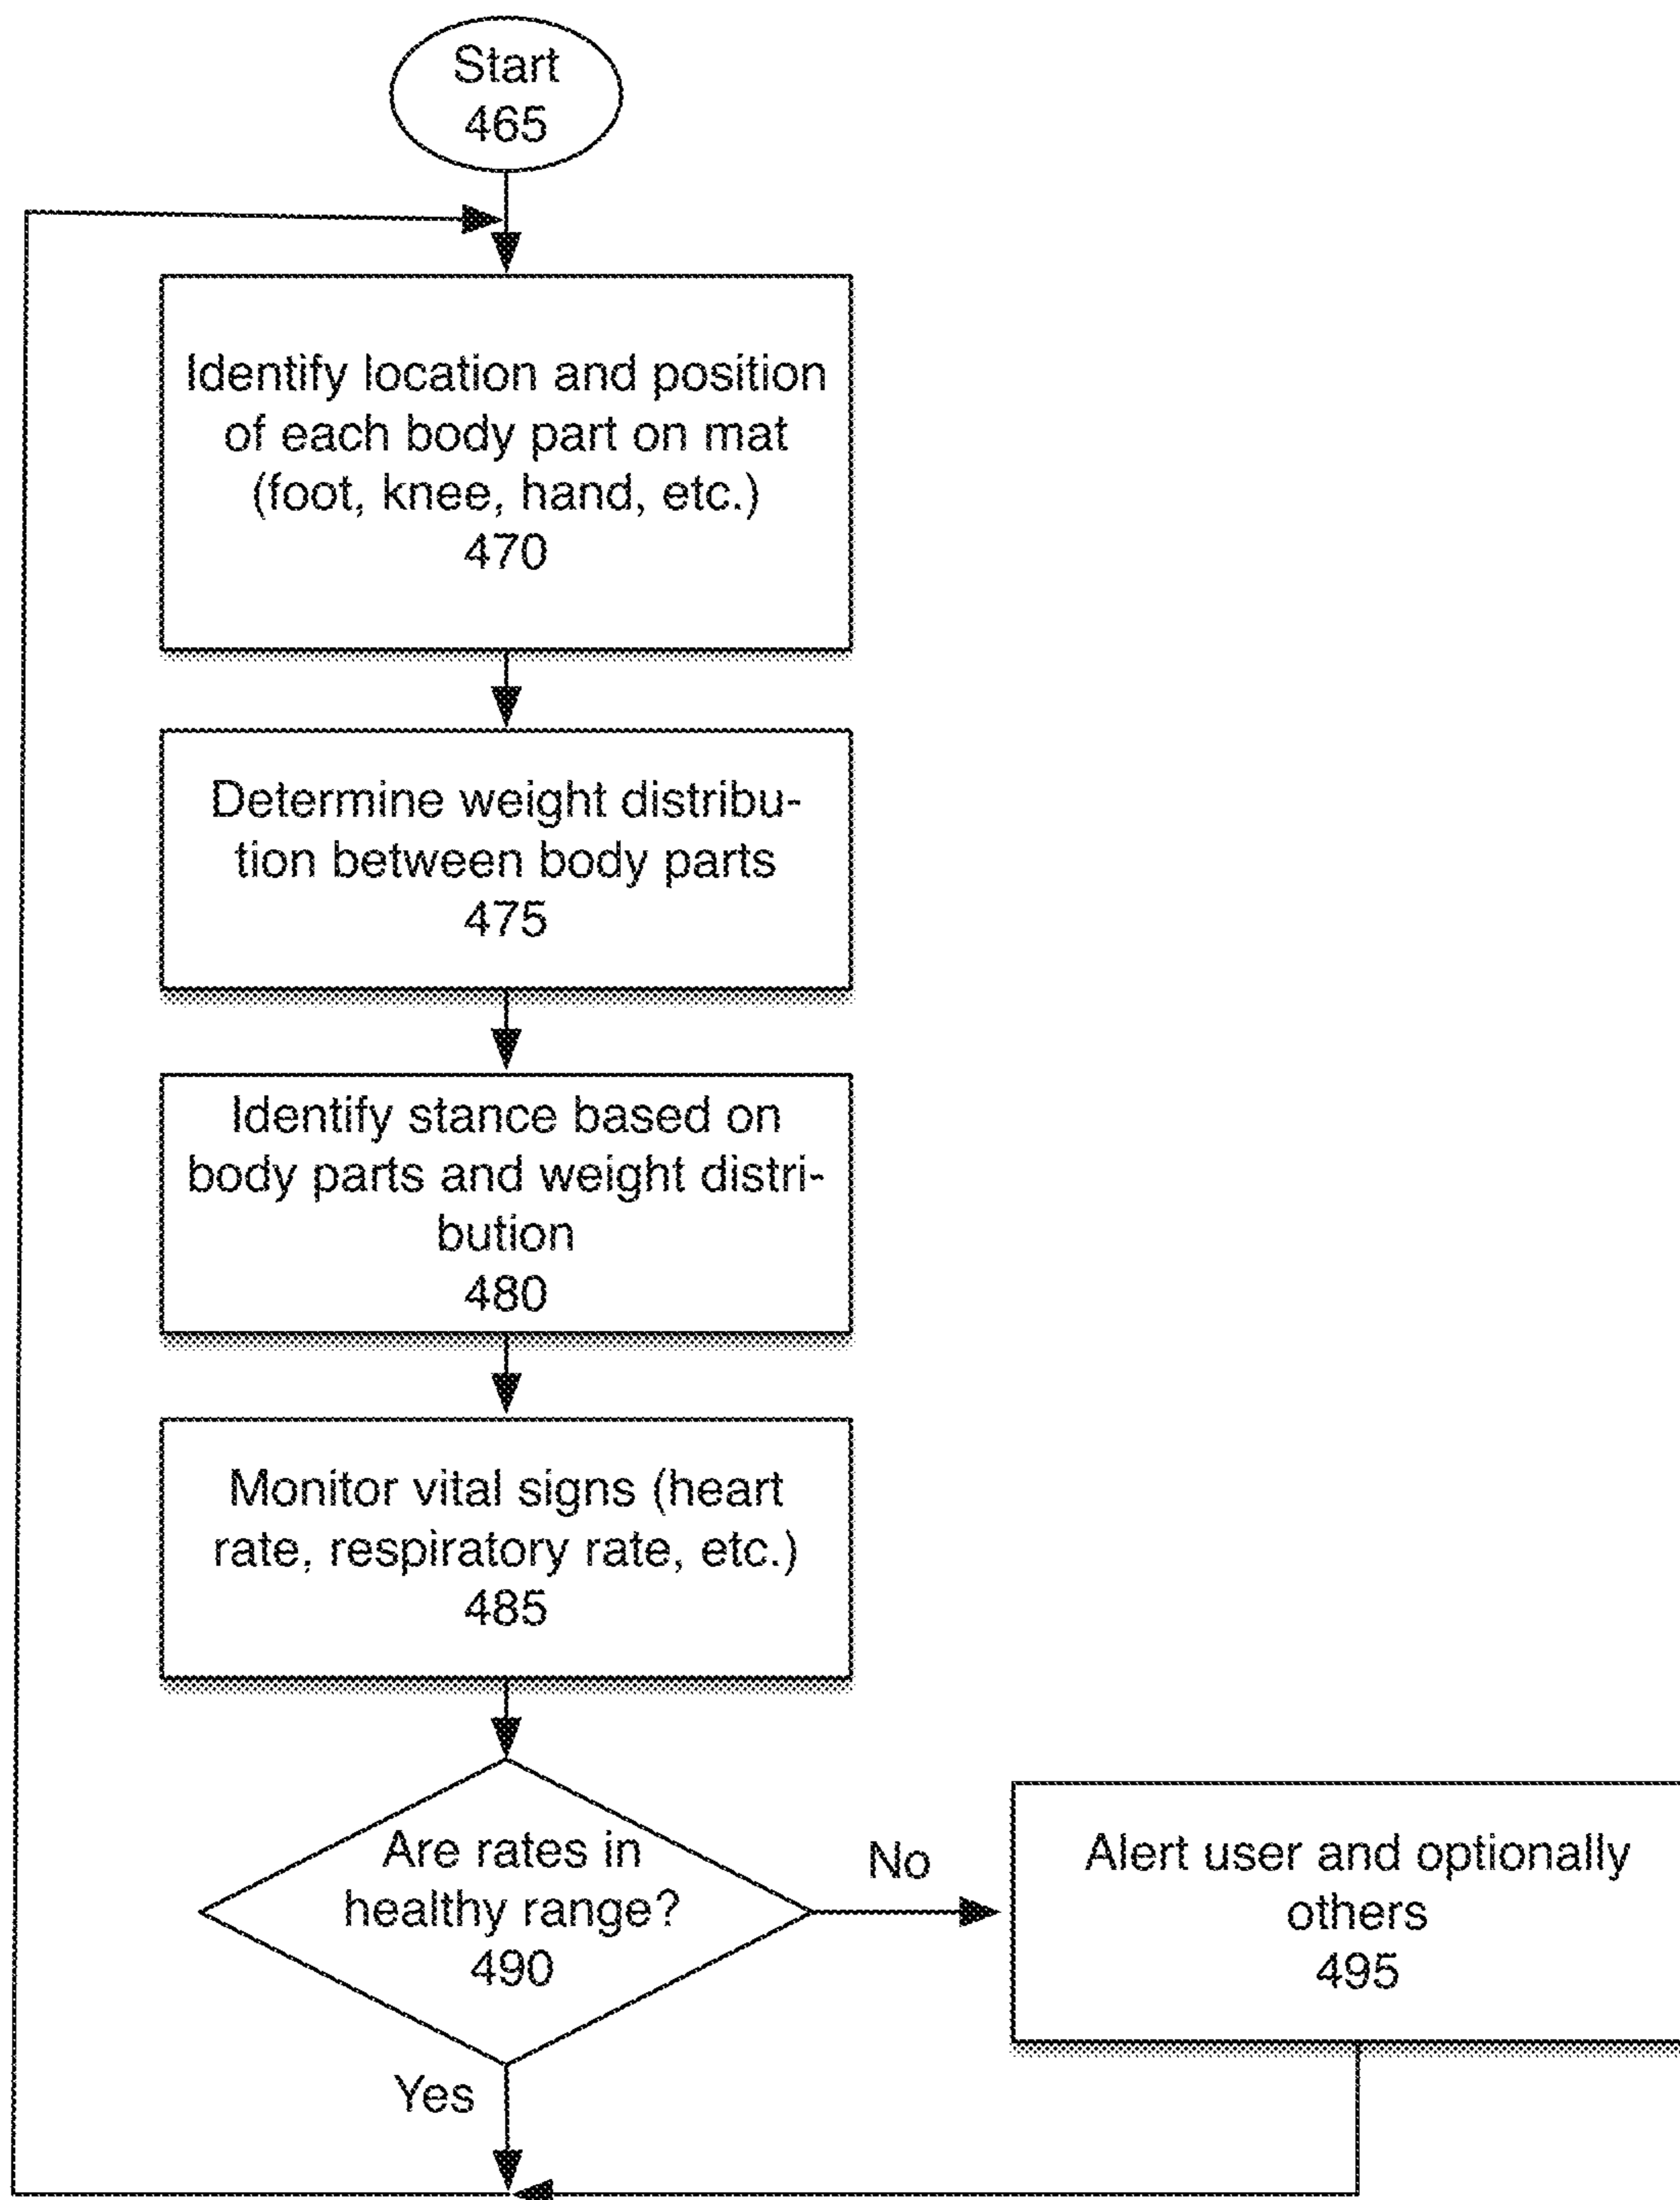 Start
465
Identify location and position
of each body part on mat
(foot, knee, hand, etc.)
470
Determine weight distribu-
tion between body parts
475
Identify stance based on
body parts and weight distri-
bution
480
Monitor vital signs (heart
rate, respiratory rate, etc.)
485
Are rates in
healthy range?
490
No
Alert user and optionally
others
495
Yes